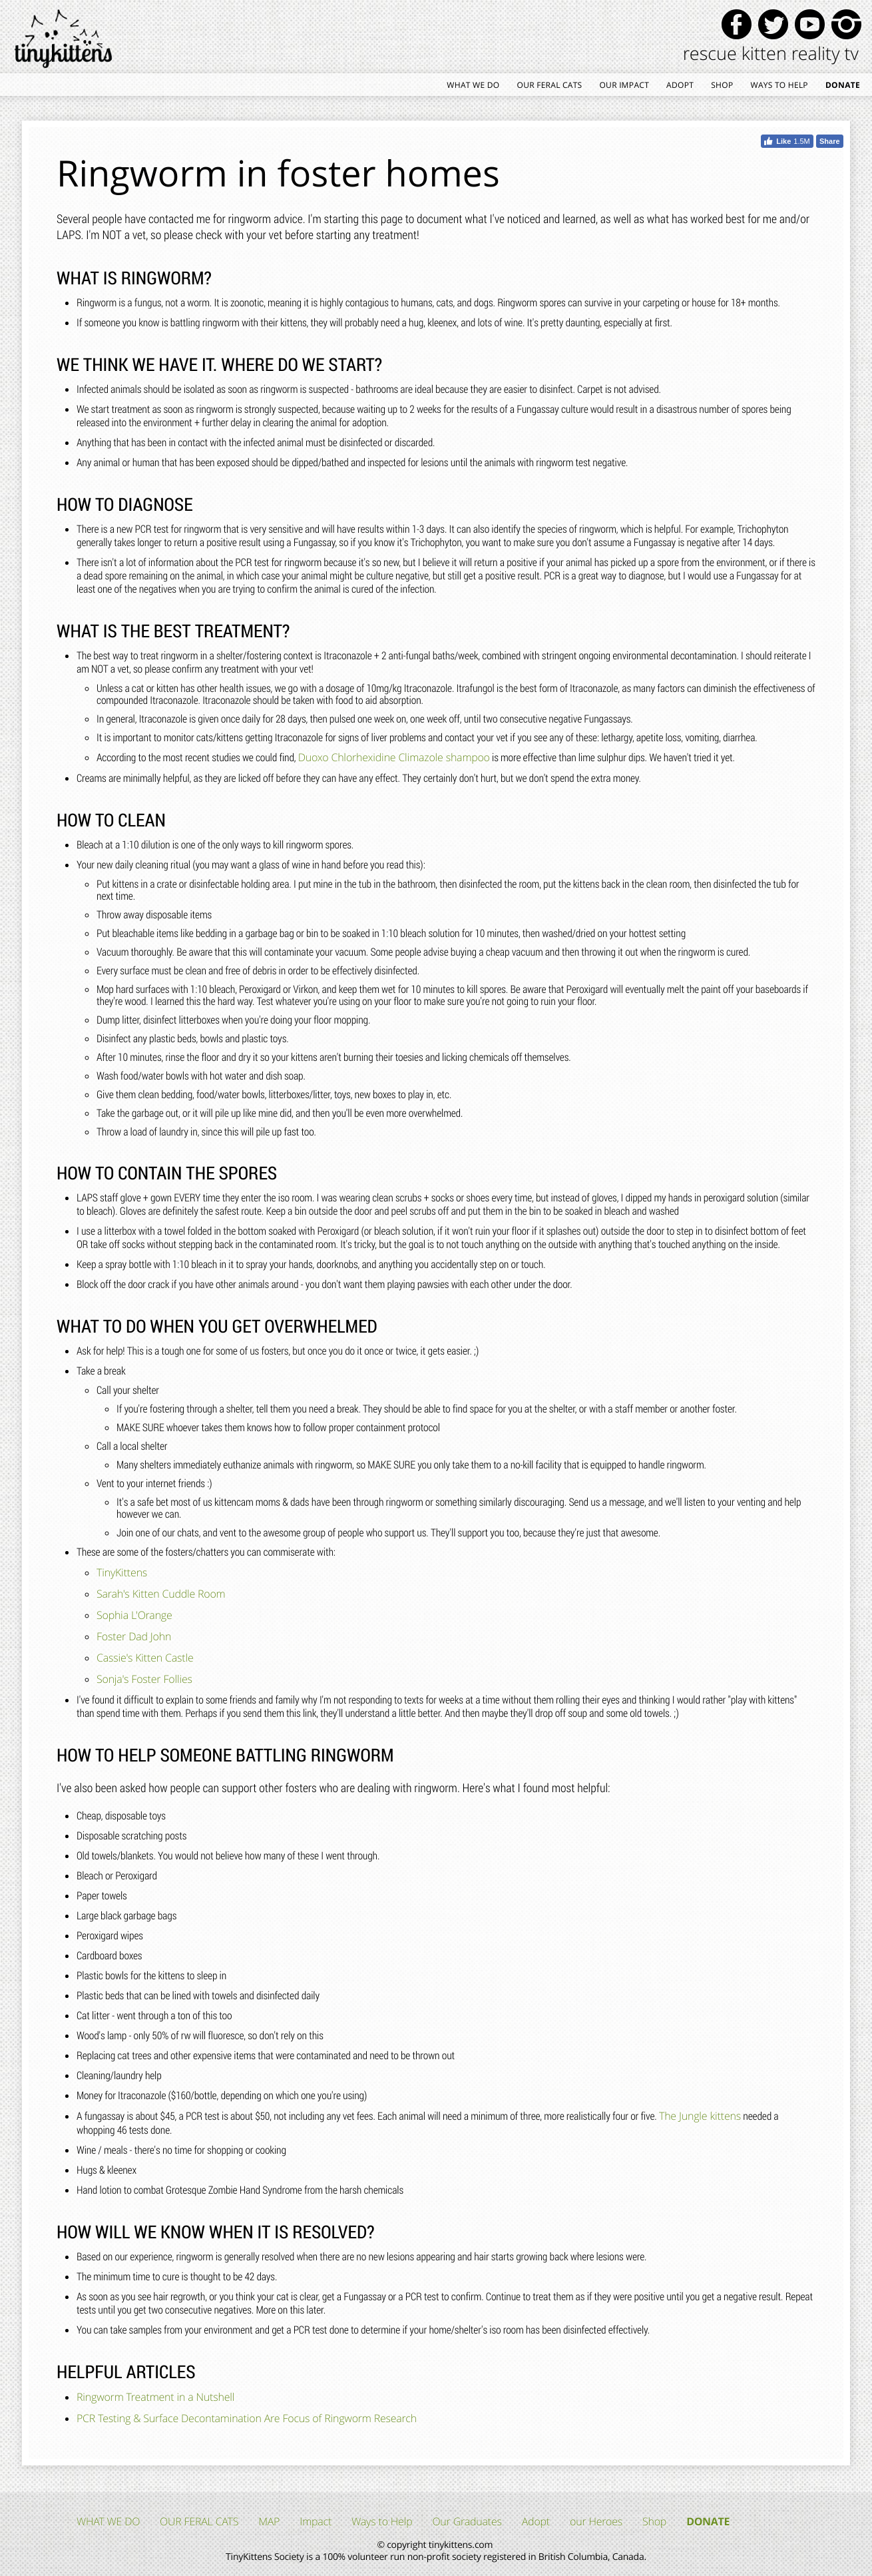 tinykittens
rescue kitten reality tv
WHAT WE DO OUR FERAL CATS OUR IMPACT ADOPT SHOP WAYS TO HELP DONATE
Like 1.5M Share
Ringworm in foster homes
Several people have contacted me for ringworm advice. I'm starting this page to document what I've noticed and learned, as well as what has worked best for me and/or
LAPS. I'm NOT a vet, so please check with your vet before starting any treatment!
WHAT IS RINGWORM?
• Ringworm is a fungus, not a worm. It is zoonotic, meaning it is highly contagious to humans, cats, and dogs. Ringworm spores can survive in your carpeting or house for 18+ months.
• If someone you know is battling ringworm with their kittens, they will probably need a hug, kleenex, and lots of wine. It's pretty daunting, especially at first.
WE THINK WE HAVE IT. WHERE DO WE START?
• Infected animals should be isolated as soon as ringworm is suspected - bathrooms are ideal because they are easier to disinfect. Carpet is not advised.
• We start treatment as soon as ringworm is strongly suspected, because waiting up to 2 weeks for the results of a Fungassay culture would result in a disastrous number of spores being
released into the environment + further delay in clearing the animal for adoption.
• Anything that has been in contact with the infected animal must be disinfected or discarded.
• Any animal or human that has been exposed should be dipped/bathed and inspected for lesions until the animals with ringworm test negative.
HOW TO DIAGNOSE
• There is a new PCR test for ringworm that is very sensitive and will have results within 1-3 days. It can also identify the species of ringworm, which is helpful. For example, Trichophyton
generally takes longer to return a positive result using a Fungassay, so if you know it's Trichophyton, you want to make sure you don't assume a Fungassay is negative after 14 days.
• There isn't a lot of information about the PCR test for ringworm because it's so new, but I believe it will return a positive if your animal has picked up a spore from the environment, or if there is
a dead spore remaining on the animal, in which case your animal might be culture negative, but still get a positive result. PCR is a great way to diagnose, but I would use a Fungassay for at
least one of the negatives when you are trying to confirm the animal is cured of the infection.
WHAT IS THE BEST TREATMENT?
• The best way to treat ringworm in a shelter/fostering context is Itraconazole + 2 anti-fungal baths/week, combined with stringent ongoing environmental decontamination. I should reiterate I
am NOT a vet, so please confirm any treatment with your vet!
◦ Unless a cat or kitten has other health issues, we go with a dosage of 10mg/kg Itraconazole. Itrafungol is the best form of Itraconazole, as many factors can diminish the effectiveness of
compounded Itraconazole. Itraconazole should be taken with food to aid absorption.
◦ In general, Itraconazole is given once daily for 28 days, then pulsed one week on, one week off, until two consecutive negative Fungassays.
◦ It is important to monitor cats/kittens getting Itraconazole for signs of liver problems and contact your vet if you see any of these: lethargy, apetite loss, vomiting, diarrhea.
◦ According to the most recent studies we could find, Duoxo Chlorhexidine Climazole shampoo is more effective than lime sulphur dips. We haven't tried it yet.
• Creams are minimally helpful, as they are licked off before they can have any effect. They certainly don't hurt, but we don't spend the extra money.
HOW TO CLEAN
• Bleach at a 1:10 dilution is one of the only ways to kill ringworm spores.
• Your new daily cleaning ritual (you may want a glass of wine in hand before you read this):
◦ Put kittens in a crate or disinfectable holding area. I put mine in the tub in the bathroom, then disinfected the room, put the kittens back in the clean room, then disinfected the tub for
next time.
◦ Throw away disposable items
◦ Put bleachable items like bedding in a garbage bag or bin to be soaked in 1:10 bleach solution for 10 minutes, then washed/dried on your hottest setting
◦ Vacuum thoroughly. Be aware that this will contaminate your vacuum. Some people advise buying a cheap vacuum and then throwing it out when the ringworm is cured.
◦ Every surface must be clean and free of debris in order to be effectively disinfected.
◦ Mop hard surfaces with 1:10 bleach, Peroxigard or Virkon, and keep them wet for 10 minutes to kill spores. Be aware that Peroxigard will eventually melt the paint off your baseboards if
they're wood. I learned this the hard way. Test whatever you're using on your floor to make sure you're not going to ruin your floor.
◦ Dump litter, disinfect litterboxes when you're doing your floor mopping.
◦ Disinfect any plastic beds, bowls and plastic toys.
◦ After 10 minutes, rinse the floor and dry it so your kittens aren't burning their toesies and licking chemicals off themselves.
◦ Wash food/water bowls with hot water and dish soap.
◦ Give them clean bedding, food/water bowls, litterboxes/litter, toys, new boxes to play in, etc.
◦ Take the garbage out, or it will pile up like mine did, and then you'll be even more overwhelmed.
◦ Throw a load of laundry in, since this will pile up fast too.
HOW TO CONTAIN THE SPORES
• LAPS staff glove + gown EVERY time they enter the iso room. I was wearing clean scrubs + socks or shoes every time, but instead of gloves, I dipped my hands in peroxigard solution (similar
to bleach). Gloves are definitely the safest route. Keep a bin outside the door and peel scrubs off and put them in the bin to be soaked in bleach and washed
• I use a litterbox with a towel folded in the bottom soaked with Peroxigard (or bleach solution, if it won't ruin your floor if it splashes out) outside the door to step in to disinfect bottom of feet
OR take off socks without stepping back in the contaminated room. It's tricky, but the goal is to not touch anything on the outside with anything that's touched anything on the inside.
• Keep a spray bottle with 1:10 bleach in it to spray your hands, doorknobs, and anything you accidentally step on or touch.
• Block off the door crack if you have other animals around - you don't want them playing pawsies with each other under the door.
WHAT TO DO WHEN YOU GET OVERWHELMED
• Ask for help! This is a tough one for some of us fosters, but once you do it once or twice, it gets easier. ;)
• Take a break
◦ Call your shelter
◦ If you're fostering through a shelter, tell them you need a break. They should be able to find space for you at the shelter, or with a staff member or another foster.
◦ MAKE SURE whoever takes them knows how to follow proper containment protocol
◦ Call a local shelter
◦ Many shelters immediately euthanize animals with ringworm, so MAKE SURE you only take them to a no-kill facility that is equipped to handle ringworm.
◦ Vent to your internet friends :)
◦ It's a safe bet most of us kittencam moms & dads have been through ringworm or something similarly discouraging. Send us a message, and we'll listen to your venting and help
however we can.
◦ Join one of our chats, and vent to the awesome group of people who support us. They'll support you too, because they're just that awesome.
• These are some of the fosters/chatters you can commiserate with:
◦ TinyKittens
◦ Sarah's Kitten Cuddle Room
◦ Sophia L'Orange
◦ Foster Dad John
◦ Cassie's Kitten Castle
◦ Sonja's Foster Follies
• I've found it difficult to explain to some friends and family why I'm not responding to texts for weeks at a time without them rolling their eyes and thinking I would rather "play with kittens"
than spend time with them. Perhaps if you send them this link, they'll understand a little better. And then maybe they'll drop off soup and some old towels. ;)
HOW TO HELP SOMEONE BATTLING RINGWORM
I've also been asked how people can support other fosters who are dealing with ringworm. Here's what I found most helpful:
• Cheap, disposable toys
• Disposable scratching posts
• Old towels/blankets. You would not believe how many of these I went through.
• Bleach or Peroxigard
• Paper towels
• Large black garbage bags
• Peroxigard wipes
• Cardboard boxes
• Plastic bowls for the kittens to sleep in
• Plastic beds that can be lined with towels and disinfected daily
• Cat litter - went through a ton of this too
• Wood's lamp - only 50% of rw will fluoresce, so don't rely on this
• Replacing cat trees and other expensive items that were contaminated and need to be thrown out
• Cleaning/laundry help
• Money for Itraconazole ($160/bottle, depending on which one you're using)
• A fungassay is about $45, a PCR test is about $50, not including any vet fees. Each animal will need a minimum of three, more realistically four or five. The Jungle kittens needed a
whopping 46 tests done.
• Wine / meals - there's no time for shopping or cooking
• Hugs & kleenex
• Hand lotion to combat Grotesque Zombie Hand Syndrome from the harsh chemicals
HOW WILL WE KNOW WHEN IT IS RESOLVED?
• Based on our experience, ringworm is generally resolved when there are no new lesions appearing and hair starts growing back where lesions were.
• The minimum time to cure is thought to be 42 days.
• As soon as you see hair regrowth, or you think your cat is clear, get a Fungassay or a PCR test to confirm. Continue to treat them as if they were positive until you get a negative result. Repeat
tests until you get two consecutive negatives. More on this later.
• You can take samples from your environment and get a PCR test done to determine if your home/shelter's iso room has been disinfected effectively.
HELPFUL ARTICLES
• Ringworm Treatment in a Nutshell
• PCR Testing & Surface Decontamination Are Focus of Ringworm Research
WHAT WE DO OUR FERAL CATS MAP Impact Ways to Help Our Graduates Adopt our Heroes Shop DONATE
© copyright tinykittens.com
TinyKittens Society is a 100% volunteer run non-profit society registered in British Columbia, Canada.